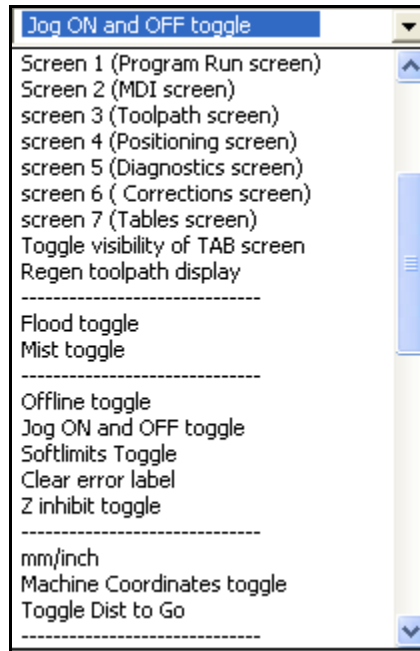 Jog ON and OFF toggle
Screen 1 (Program Run screen)
Screen 2 (MDI screen)
screen 3 (Toolpath screen)
screen 4 (Positioning screen)
screen 5 (Diagnostics screen)
screen 6 ( Corrections screen)
screen 7 (Tables screen)
Toggle visibility of TAB screen
Regen toolpath display
------------------------------
Flood toggle
Mist toggle
------------------------------
Offline toggle
Jog ON and OFF toggle
Softlimits Toggle
Clear error label
Z inhibit toggle
------------------------------
mm/inch
Machine Coordinates toggle
Toggle Dist to Go
------------------------------